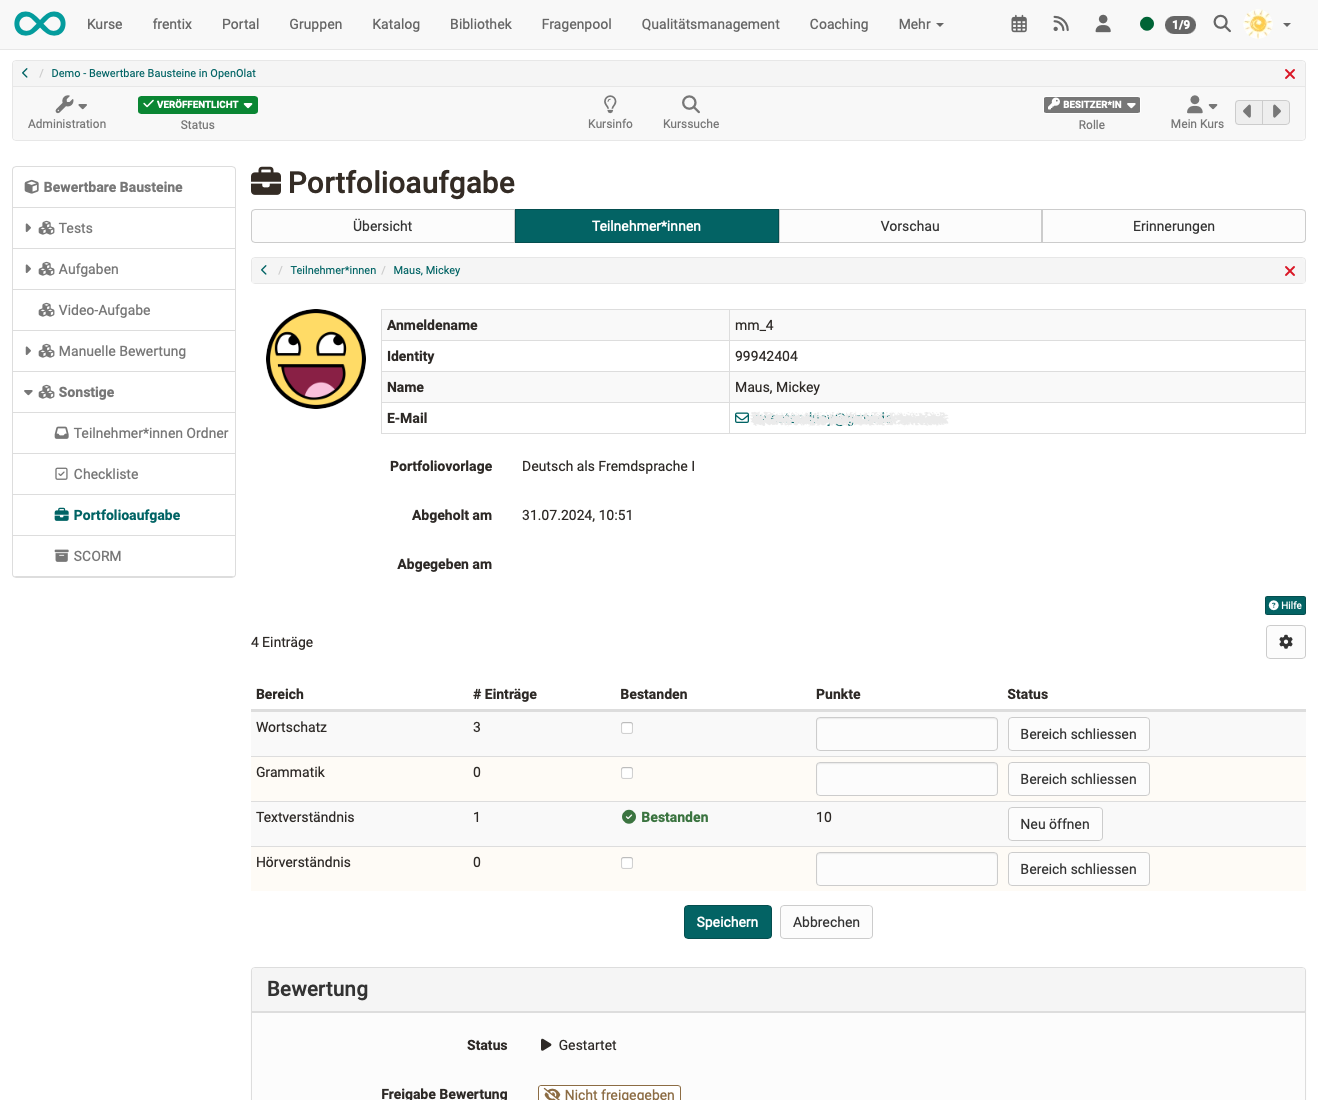 Kurse frentix Portal Gruppen Katalog Bibliothek Fragenpool Qualitätsmanagement Coaching Mehr 1/9
/ Demo - Bewertbare Bausteine in OpenOlat
VERÖFFENTLICHT BESITZER*IN
Administration Status Kursinfo Kurssuche Rolle Mein Kurs
Bewertbare Bausteine
Tests
Aufgaben
Video-Aufgabe
Manuelle Bewertung
Sonstige
Teilnehmer*innen Ordner
Checkliste
Portfolioaufgabe
SCORM
Portfolioaufgabe
Übersicht Teilnehmer*innen Vorschau Erinnerungen
/ Teilnehmer*innen / Maus, Mickey
Anmeldename mm_4
Identity 99942404
Name Maus, Mickey
E-Mail
Portfoliovorlage Deutsch als Fremdsprache I
Abgeholt am 31.07.2024, 10:51
Abgegeben am
Hilfe
4 Einträge
Bereich # Einträge Bestanden Punkte Status
Wortschatz 3 Bereich schliessen
Grammatik 0 Bereich schliessen
Textverständnis 1 Bestanden 10 Neu öffnen
Hörverständnis 0 Bereich schliessen
Speichern Abbrechen
Bewertung
Status Gestartet
Freigabe Bewertung Nicht freigegeben